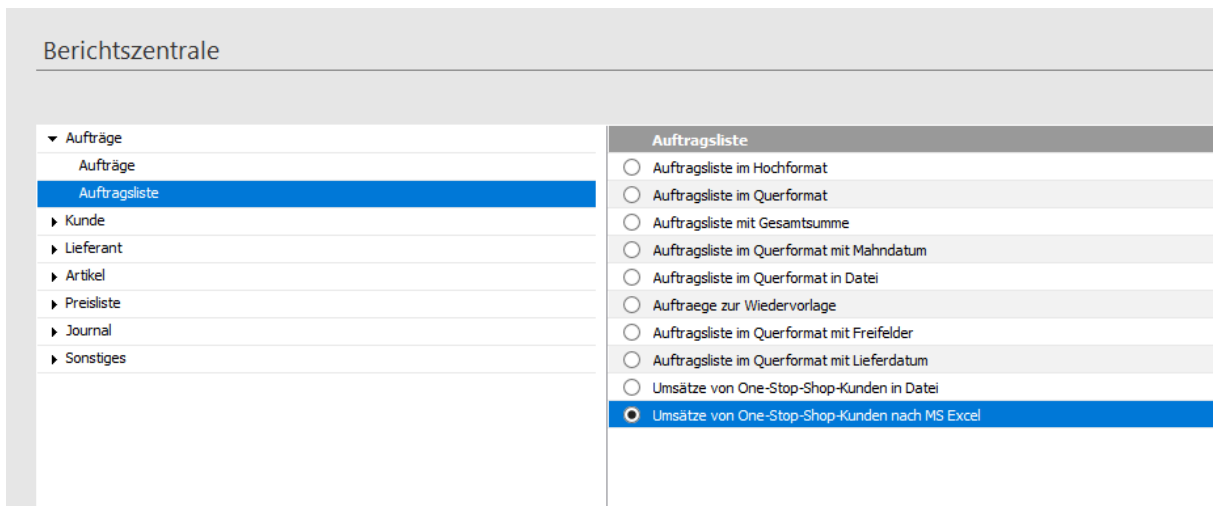 Berichtszentrale
Aufträge
Aufträge
Auftragsliste
Kunde
Lieferant
Artikel
Preisliste
Journal
Sonstiges
Auftragsliste
Auftragsliste im Hochformat
Auftragsliste im Querformat
Auftragsliste mit Gesamtsumme
Auftragsliste im Querformat mit Mahndatum
Auftragsliste im Querformat in Datei
Auftraege zur Wiedervorlage
Auftragsliste im Querformat mit Freifelder
Auftragsliste im Querformat mit Lieferdatum
Umsätze von One-Stop-Shop-Kunden in Datei
Umsätze von One-Stop-Shop-Kunden nach MS Excel